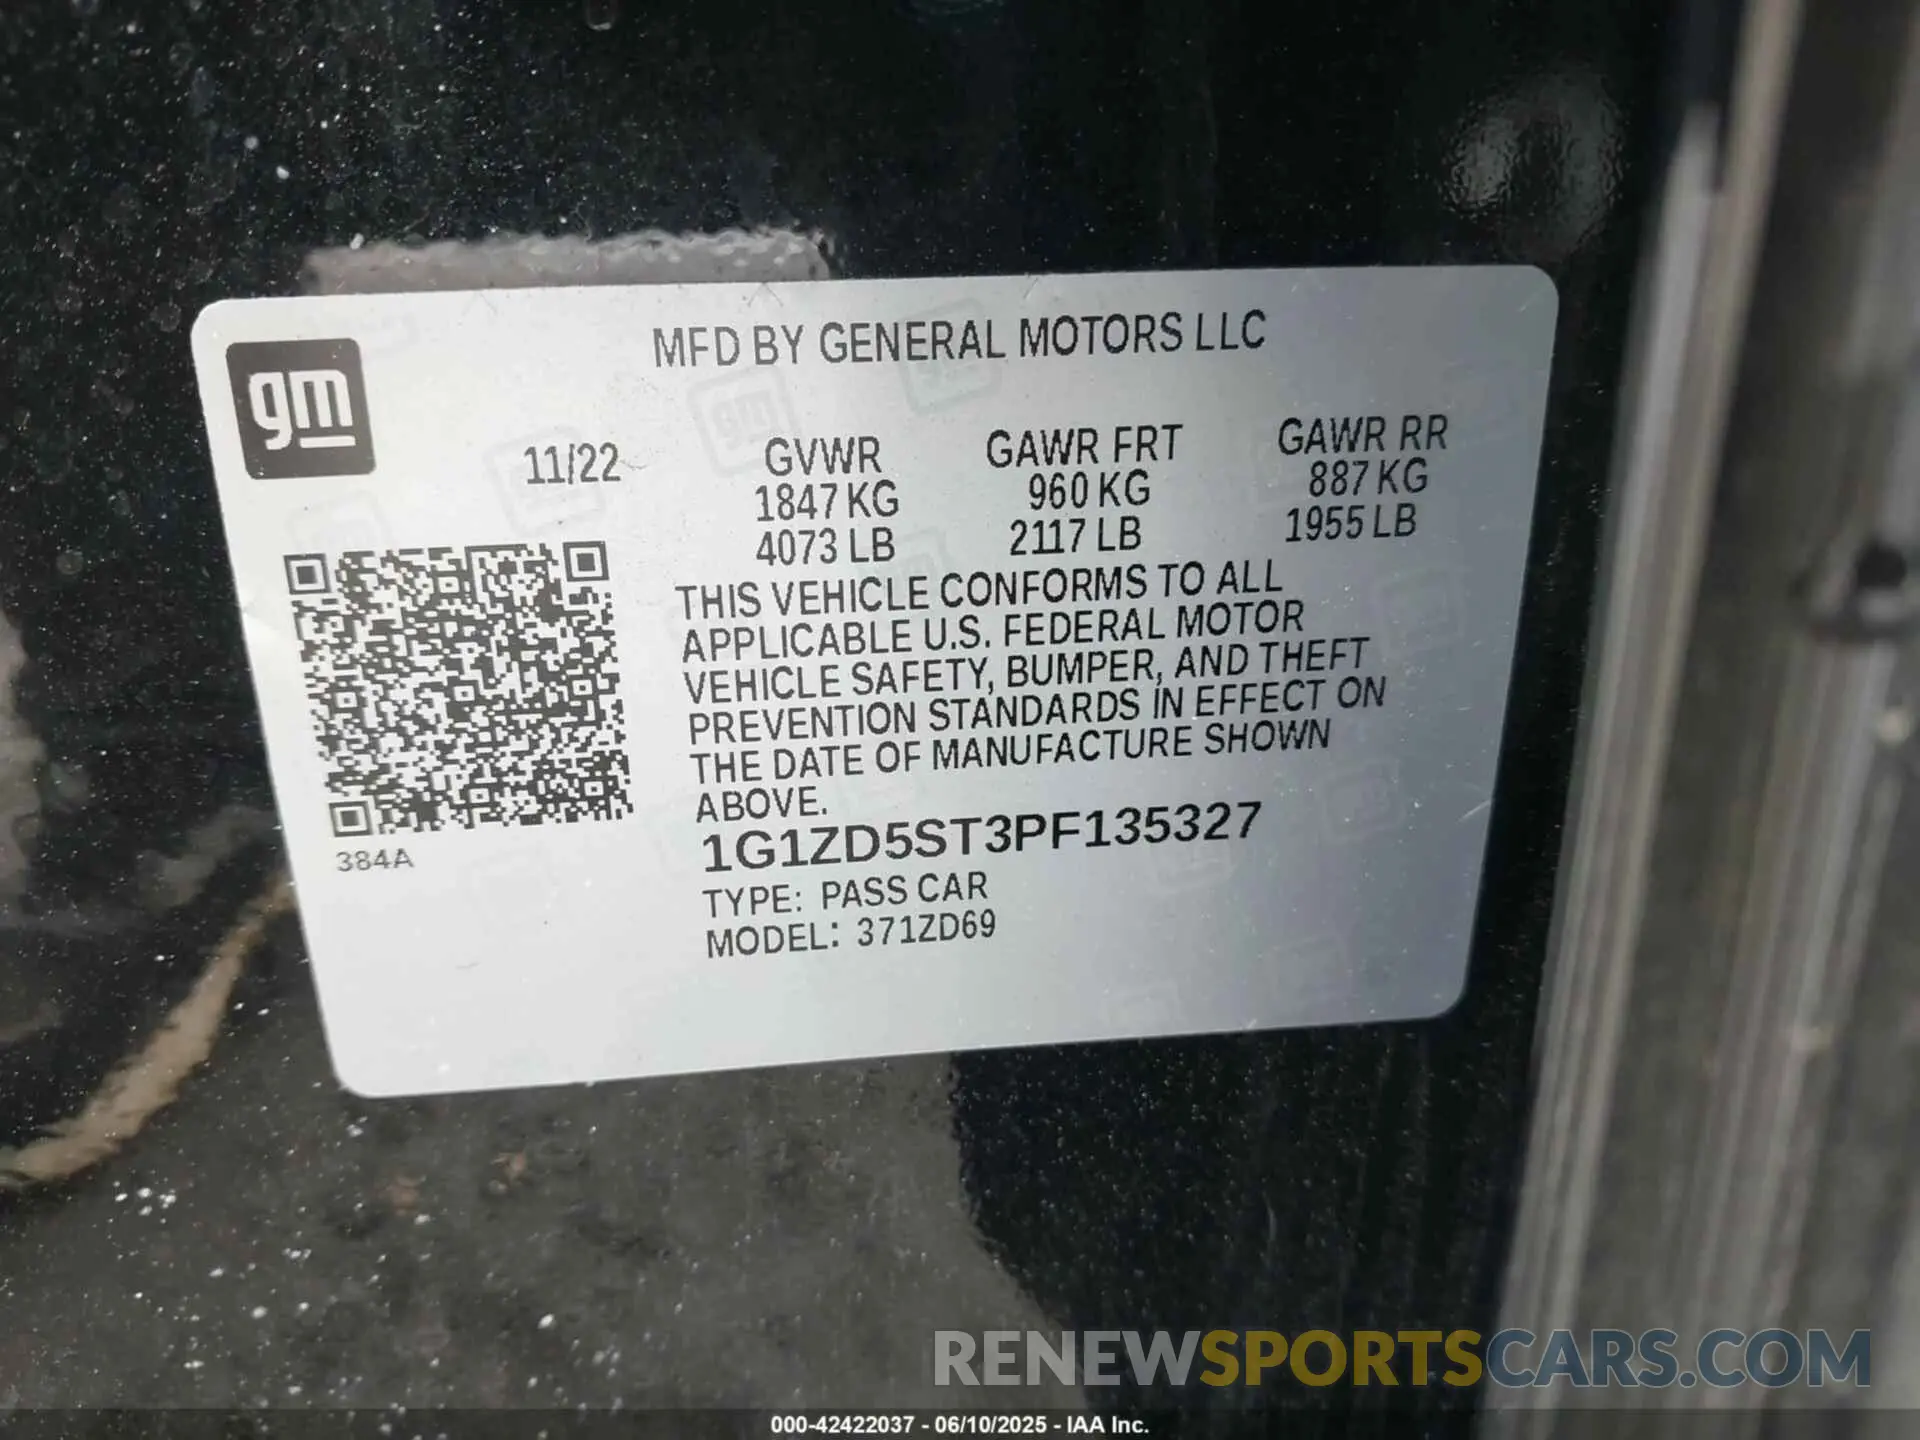 MFD BY GENERAL MOTORS LLC
gm
11/22
GVWR
1847 KG
4073 LB
GAWR FRT
960 KG
2117 LB
GAWR RR
887 KG
1955 LB
THIS VEHICLE CONFORMS TO ALL
APPLICABLE U.S. FEDERAL MOTOR
VEHICLE SAFETY, BUMPER, AND THEFT
PREVENTION STANDARDS IN EFFECT ON
THE DATE OF MANUFACTURE SHOWN
ABOVE.
1G1ZD5ST3PF135327
TYPE: PASS CAR
MODEL: 371ZD69
384A
RENEWSPORTSCARS.COM
000-42422037 - 06/10/2025 - IAA Inc.